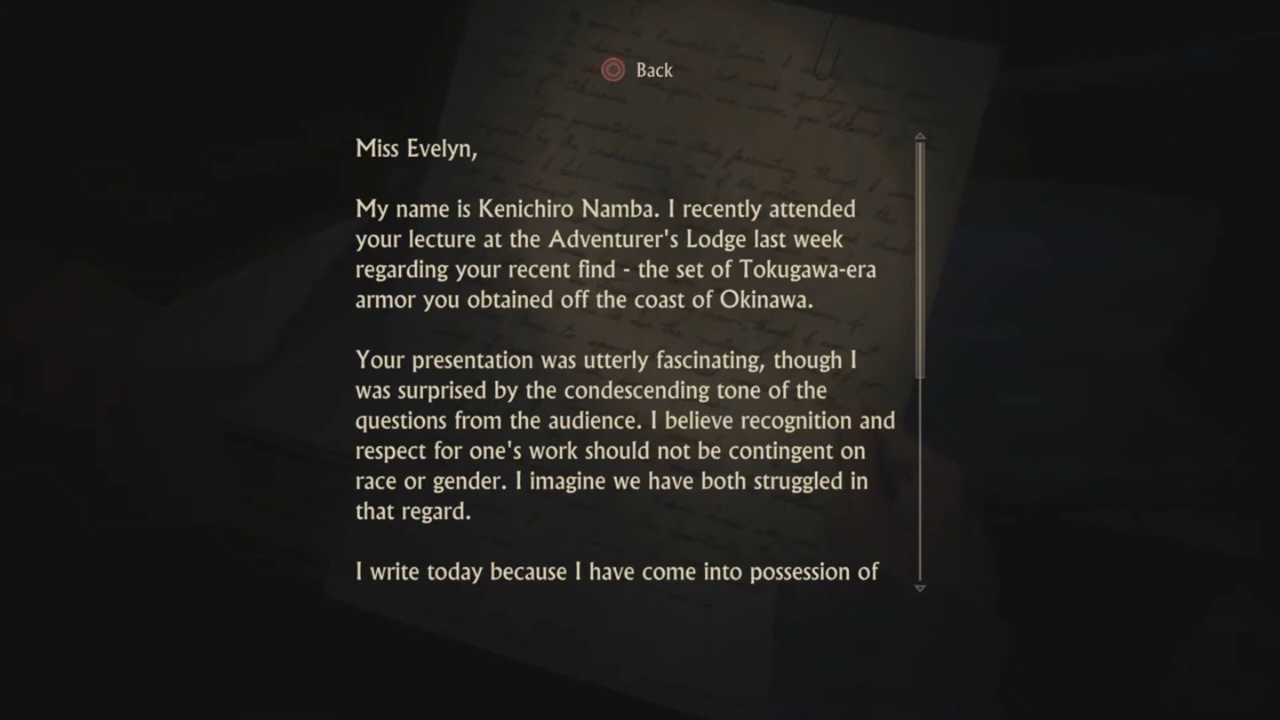 Back
Miss Evelyn,
My name is Kenichiro Namba. I recently attended
your lecture at the Adventurer's Lodge last week
regarding your recent find - the set of Tokugawa-era
armor you obtained off the coast of Okinawa.
Your presentation was utterly fascinating, though I
was surprised by the condescending tone of the
questions from the audience. I believe recognition and
respect for one's work should not be contingent on
race or gender. I imagine we have both struggled in
that regard.
I write today because I have come into possession of